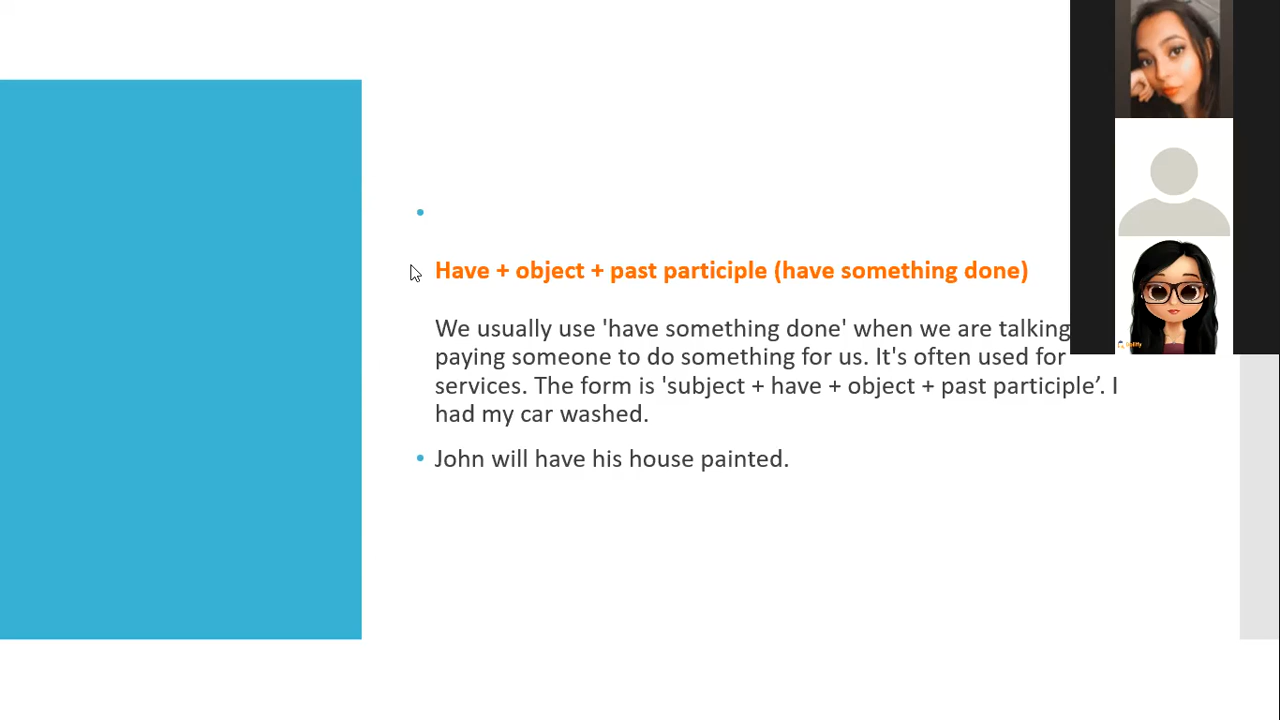 Have + object + past participle (have something done)
We usually use 'have something done' when we are talking
paying someone to do something for us. It's often used for
services. The form is 'subject + have + object + past participle’. I
had my car washed.
• John will have his house painted.